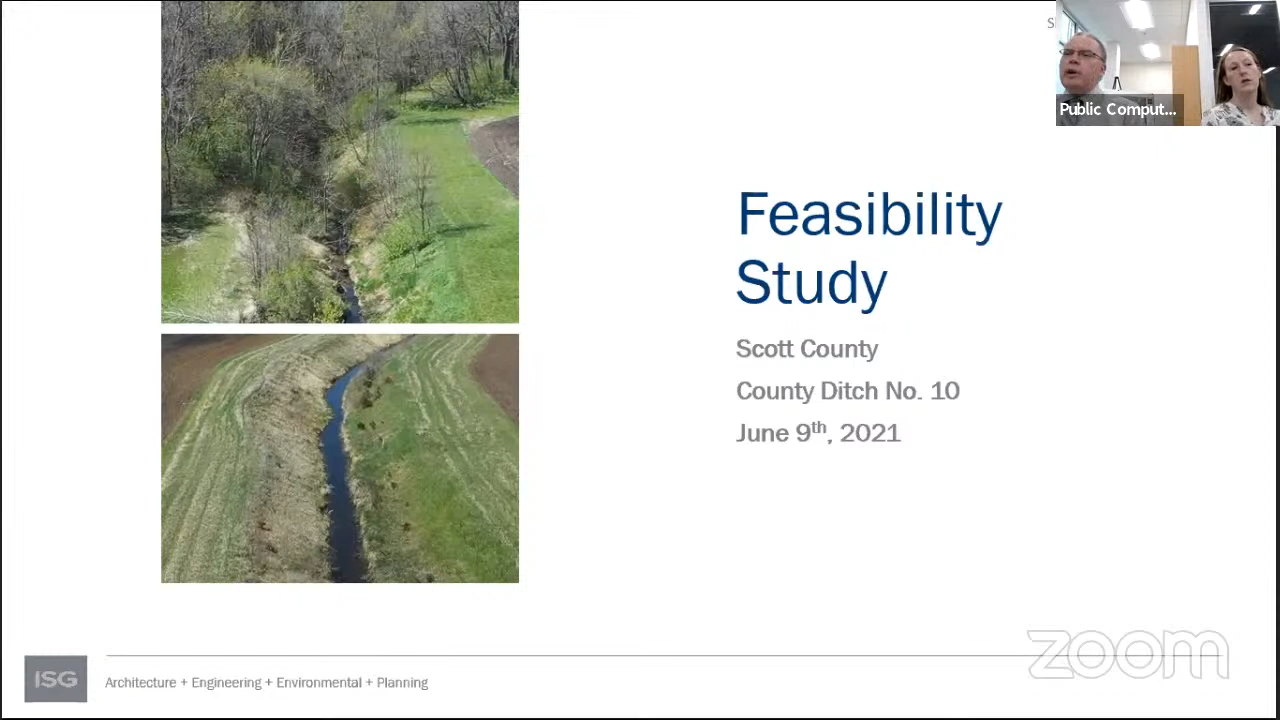 S
Public Comput...
Feasibility
Study
Scott County
County Ditch No. 10
June 9th, 2021
zoom
ISG
Architecture + Engineering + Environmental + Planning